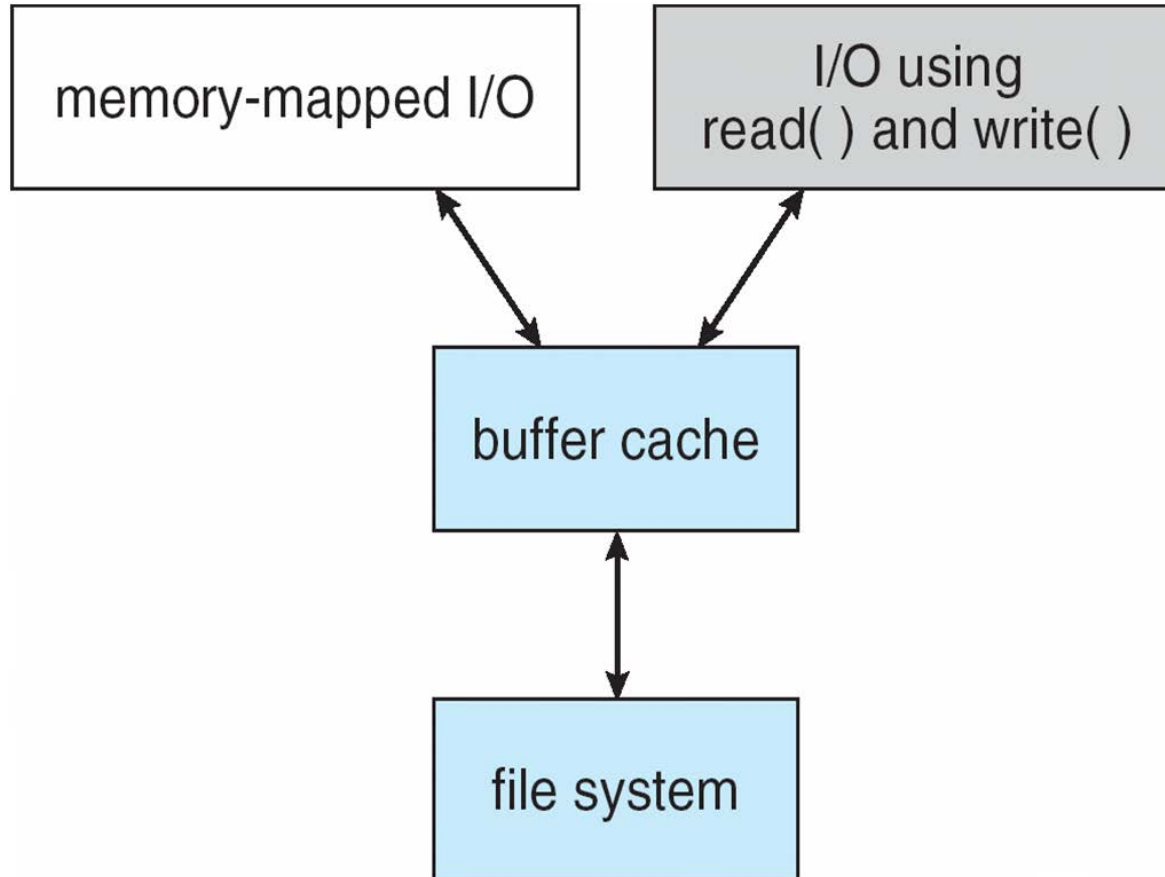 memory-mapped I/O
I/O using
read( ) and write( )
buffer cache
file system